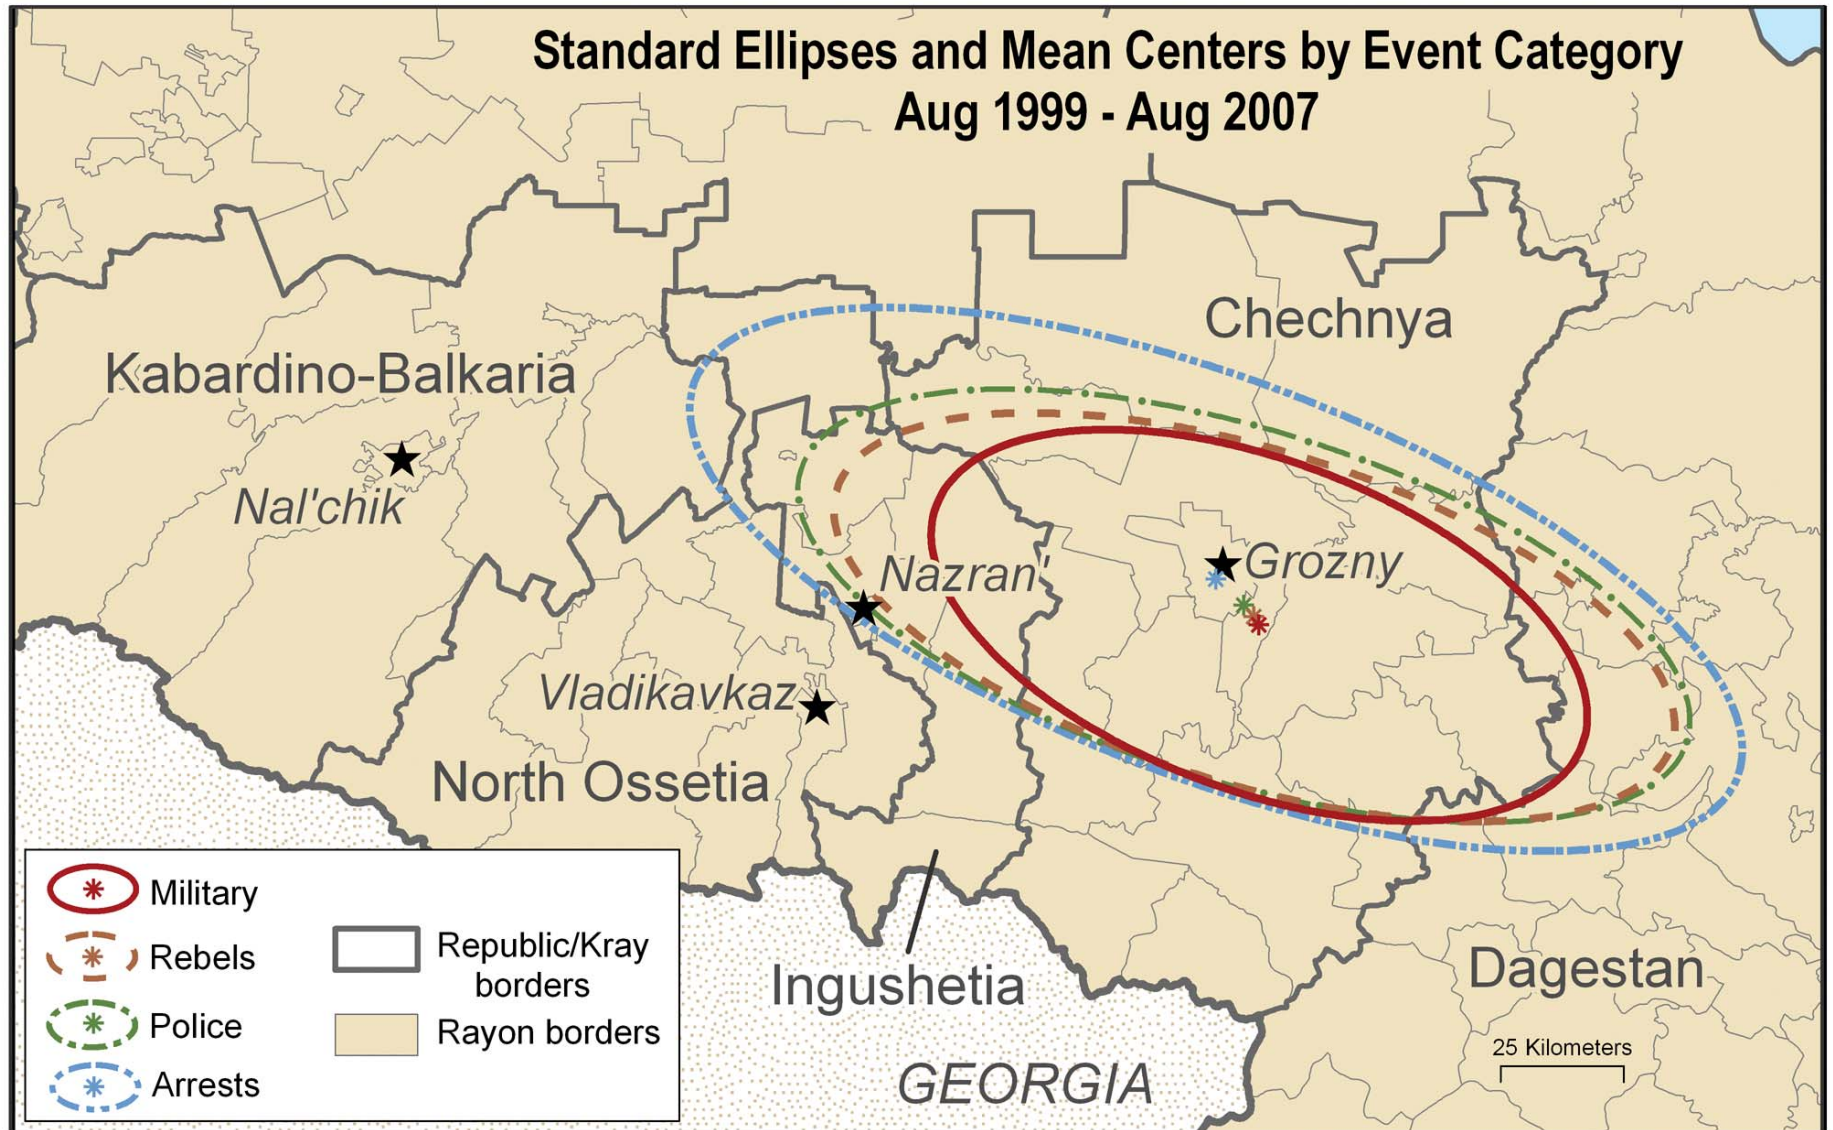 Standard Ellipses and Mean Centers by Event Category
Aug 1999 - Aug 2007
Chechnya
Kabardino-Balkaria
Nal'chik
Grozny
Nazran'
Vladikavkaz
North Ossetia
Military
Rebels
Police
Arrests
Republic/Kray
borders
Rayon borders
Ingushetia
Dagestan
25 Kilometers
GEORGIA